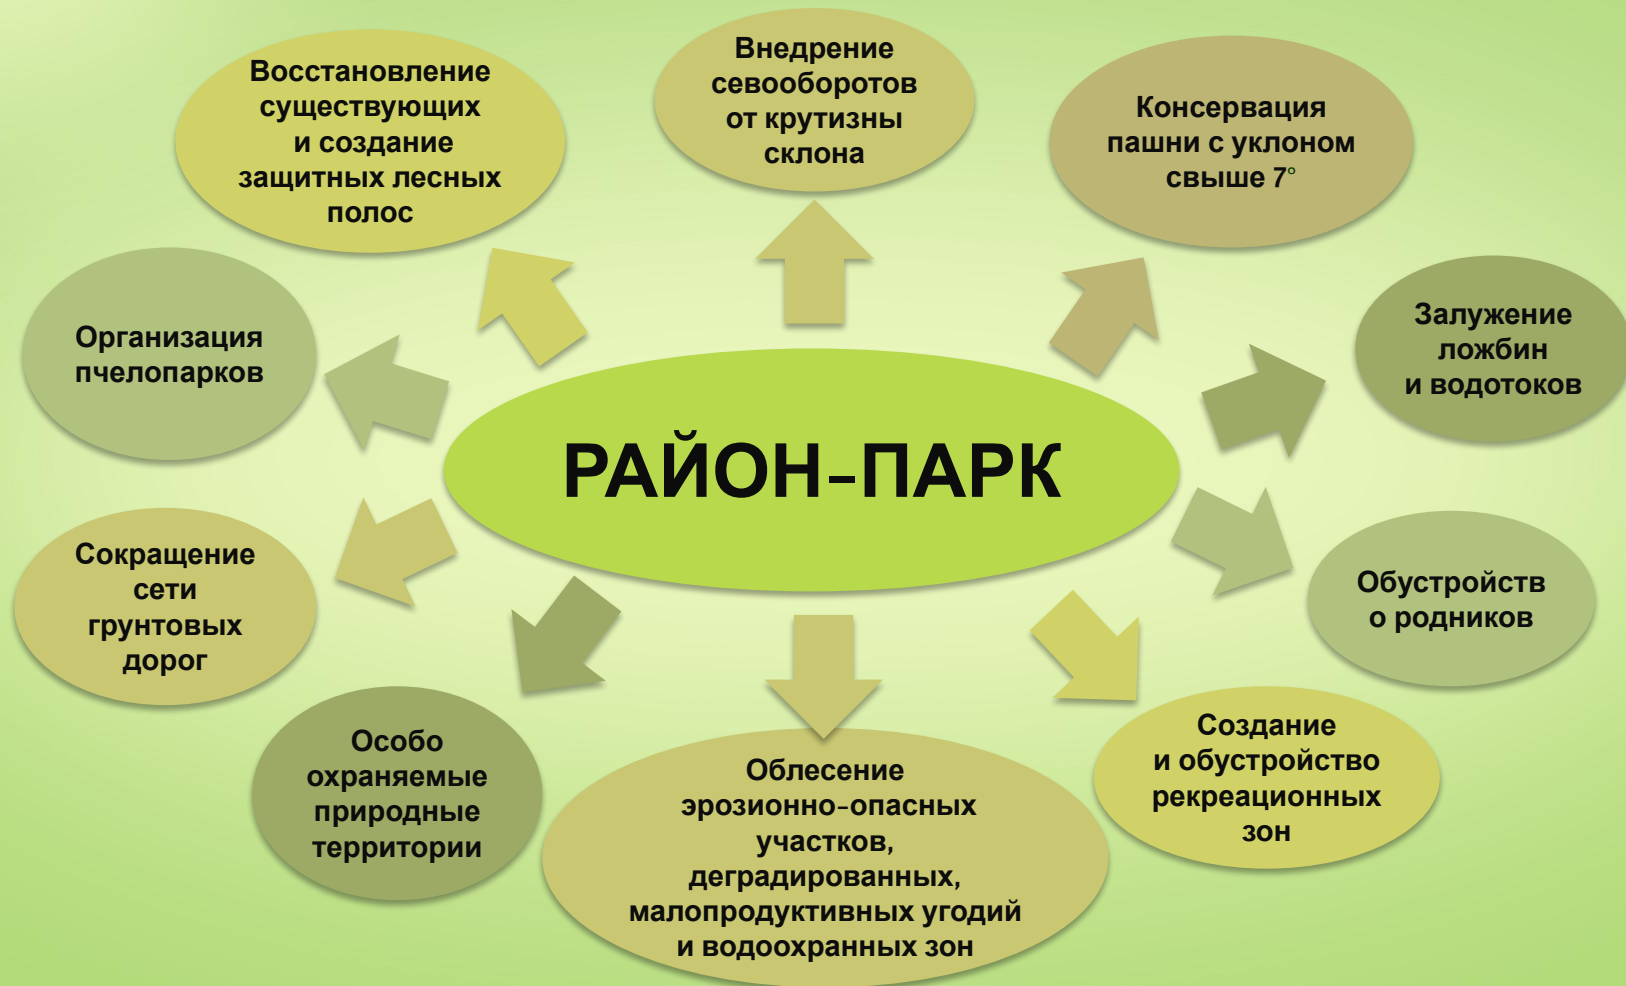 Внедрение
севооборотов
от крутизны
склона
Восстановление
существующих
и создание
защитных лесных
полос
Консервация
пашни с уклоном
свыше 7°
Организация
пчелопарков
Залужение
ложбин
и водотоков
РАЙОН-ПАРК
Сокращение
сети
грунтовых
дорог
Обустройств
о родников
Особо
охраняемые
природные
территории
Облесение
эрозионно-опасных
участков,
деградированных,
малопродуктивных угодий
и водоохранных зон
Создание
и обустройство
рекреационных
зон